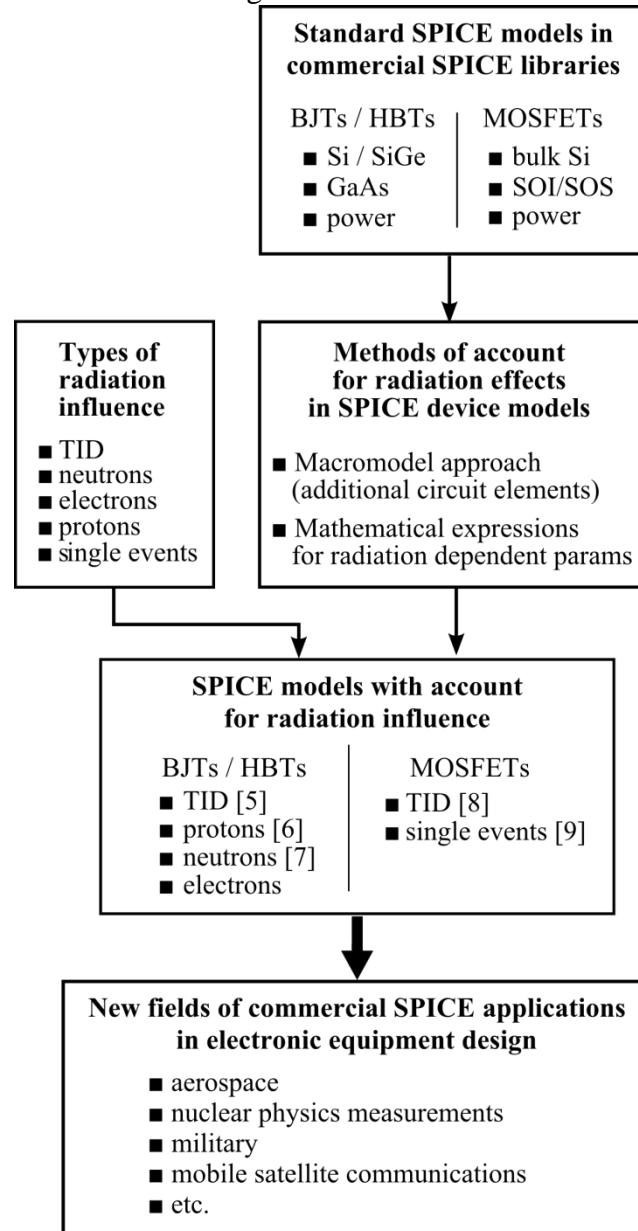 Standard SPICE models in
commercial SPICE libraries
BJTs / HBTs
■ Si / SiGe
■ GaAs
■ power
MOSFETs
■ bulk Si
■ SOI/SOS
■ power
Types of
radiation
influence
■ TID
■ neutrons
■ electrons
■ protons
■ single events
Methods of account
for radiation effects
in SPICE device models
■ Macromodel approach
(additional circuit elements)
■ Mathematical expressions
for radiation dependent params
SPICE models with account
for radiation influence
BJTs / HBTs
■ TID [5]
■ protons [6]
■ neutrons [7]
■ electrons
MOSFETs
■ TID [8]
■ single events [9]
New fields of commercial SPICE applications
in electronic equipment design
■ aerospace
■ nuclear physics measurements
■ military
■ mobile satellite communications
■ etc.